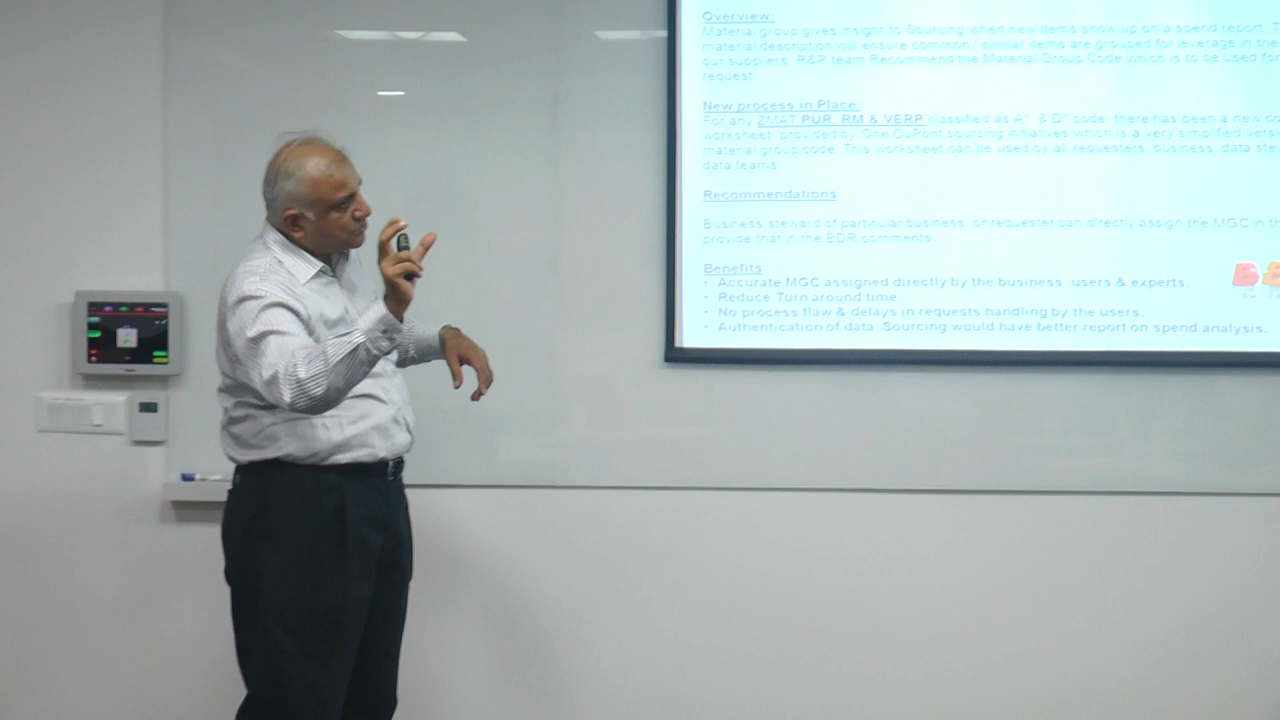 Overview:
Material group gives insight to Sourcing when new items show up on a spend report. T
material description will ensure common / similar items are grouped for leverage in the
our suppliers. R&P team Recommend the Material Group Code which is to be used for
request.
New process in Place:
For any ZMAT PUR, RM & VERP classified as A* & D* code, there has been a new co
worksheet provided by One DuPont sourcing initiatives which is a very simplified vers
material group code. This worksheet can be used by all requesters, business data stew
data teams.
Recommendations
Business steward of particular business or requester can directly assign the MGC in th
provide that in the BDR comments.
Benefits
· Accurate MGC assigned directly by the business users & experts.
· Reduce Turn around time.
· No process flaw & delays in requests handling by the users.
· Authentication of data. Sourcing would have better report on spend analysis.